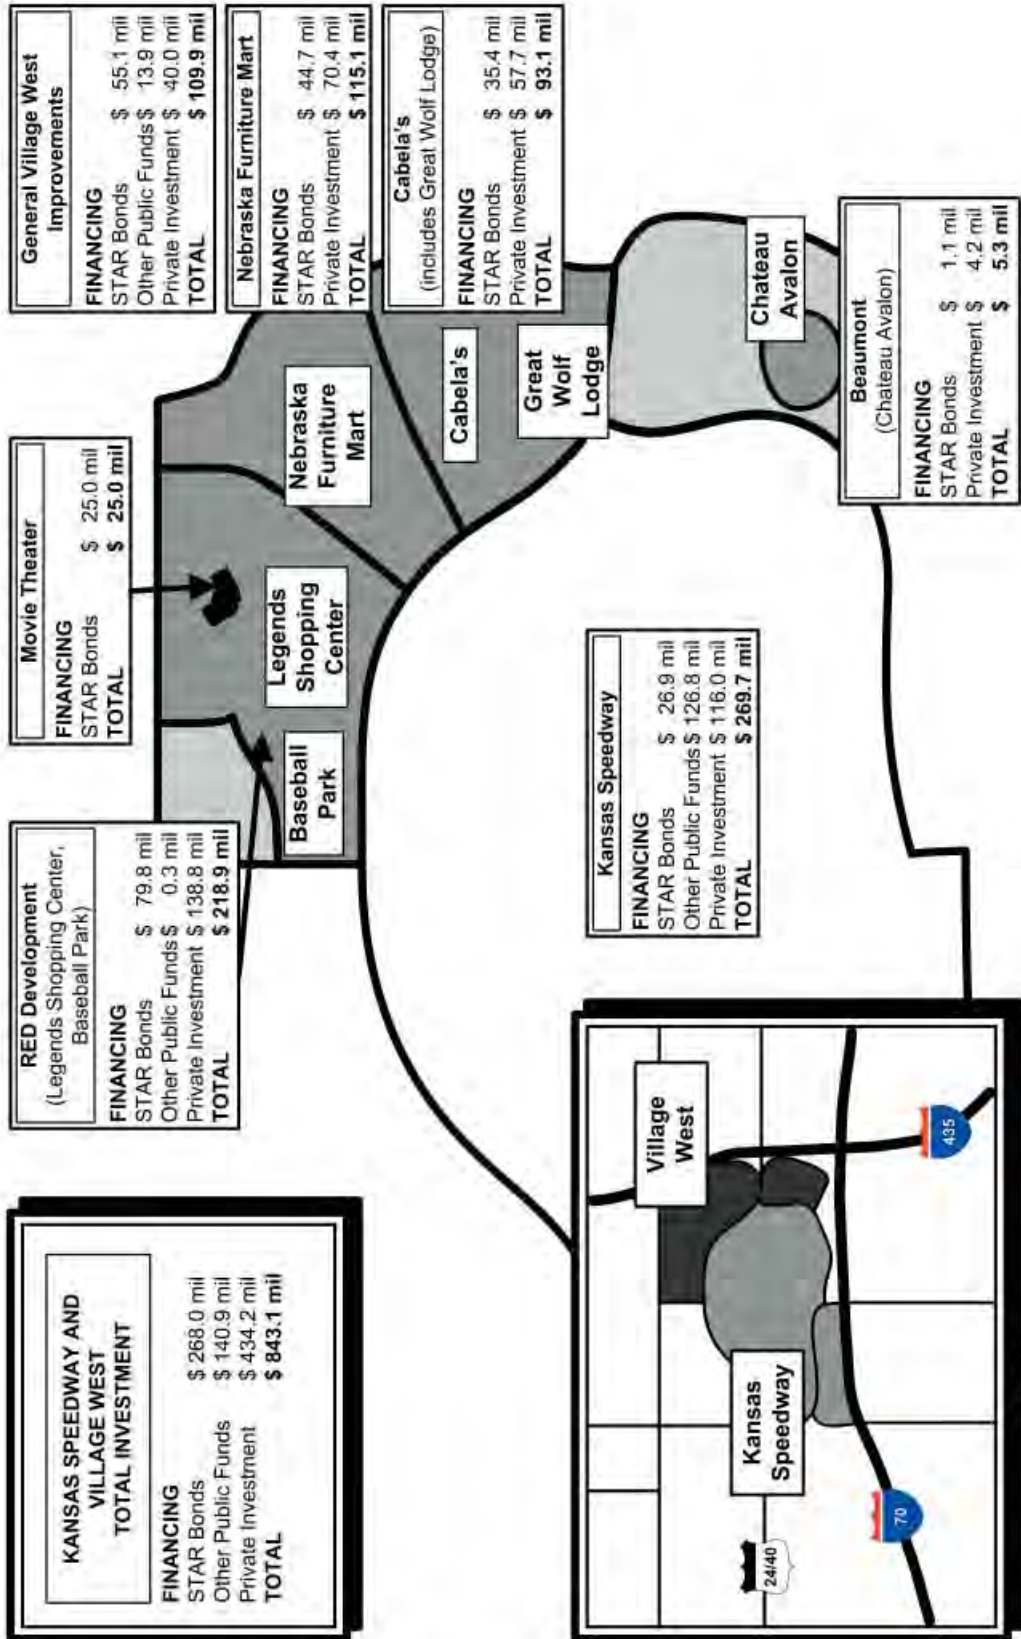 KANSAS SPEEDWAY AND
VILLAGE WEST
TOTAL INVESTMENT
FINANCING
STAR Bonds $ 268.0 mil
Other Public Funds $ 140.9 mil
Private Investment $ 434.2 mil
TOTAL $ 843.1 mil
RED Development
(Legends Shopping Center,
Baseball Park)
FINANCING
STAR Bonds $ 79.8 mil
Other Public Funds $ 0.3 mil
Private Investment $ 138.8 mil
TOTAL $ 218.9 mil
Movie Theater
FINANCING
STAR Bonds $ 25.0 mil
TOTAL $ 25.0 mil
General Village West
Improvements
FINANCING
STAR Bonds $ 55.1 mil
Other Public Funds $ 13.9 mil
Private Investment $ 40.0 mil
TOTAL $ 109.9 mil
Nebraska Furniture Mart
FINANCING
STAR Bonds $ 44.7 mil
Private Investment $ 70.4 mil
TOTAL $ 115.1 mil
Cabela's
(includes Great Wolf Lodge)
FINANCING
STAR Bonds $ 35.4 mil
Private Investment $ 57.7 mil
TOTAL $ 93.1 mil
Baseball
Park
Legends
Shopping
Center
Nebraska
Furniture
Mart
Cabela's
Great
Wolf
Lodge
Chateau
Avalon
Kansas Speedway
FINANCING
STAR Bonds $ 26.9 mil
Other Public Funds $ 126.8 mil
Private Investment $ 116.0 mil
TOTAL $ 269.7 mil
Beaumont
(Chateau Avalon)
FINANCING
STAR Bonds $ 1.1 mil
Private Investment $ 4.2 mil
TOTAL $ 5.3 mil
Village
West
Kansas
Speedway
24/40
70
435